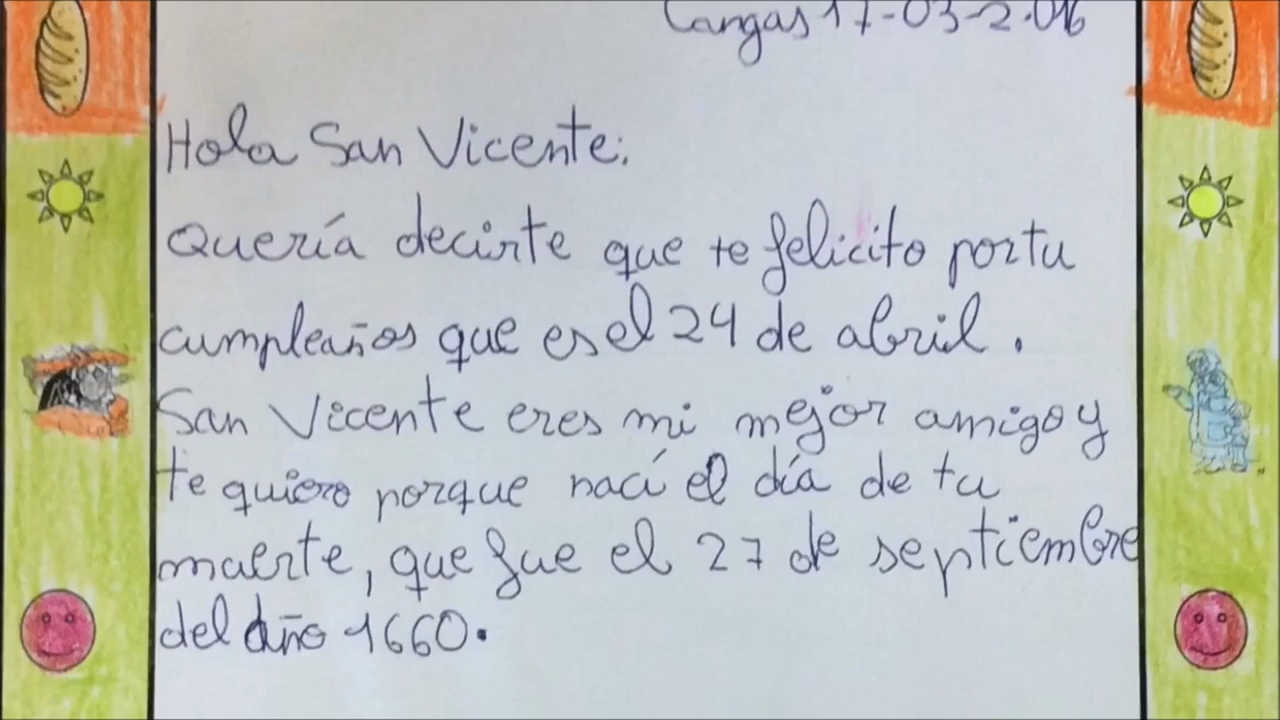 Cangas 17-03-2.016
Hola San Vicente:
Quería decirte que te felicito por tu
cumpleaños que es el 24 de abril.
San Vicente eres mi mejor amigo y
te quiero porque nací el día de tu
muerte, que fue el 27 de septiembre
del año 1660.